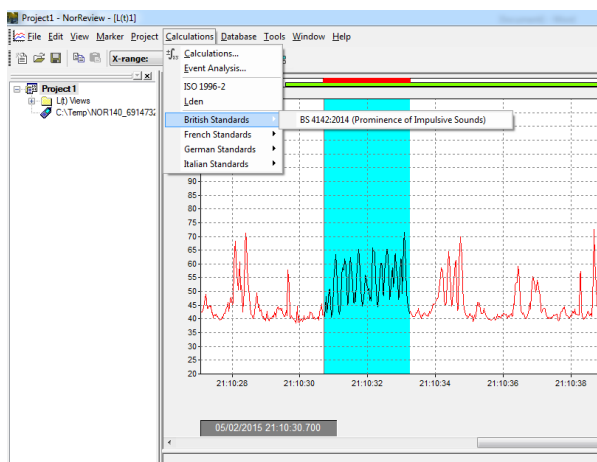 Project1 - NorReview - [L(t)1]
File Edit View Marker Project Calculations Database Tools Window Help
X-range:
Calculations...
Event Analysis...
ISO 1996-2
Lden
British Standards
BS 4142:2014 (Prominence of Impulsive Sounds)
French Standards
German Standards
Italian Standards
Project1
L(t) Views
C:\Temp\NOR140_6914732
90
85
80
75
70
65
60
55
50
45
40
35
30
25
20
21:10:28 21:10:30 21:10:32 21:10:34 21:10:36 21:10:38
05/02/2015 21:10:30.700